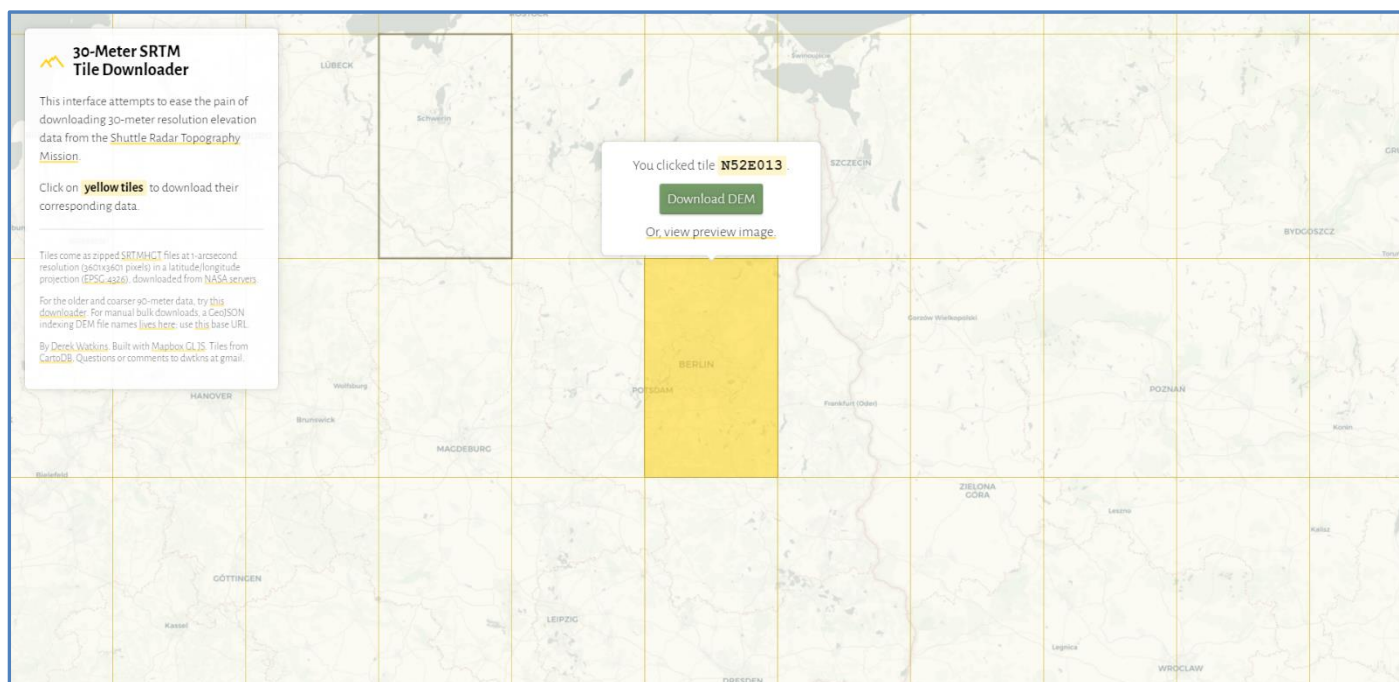 30-Meter SRTM
Tile Downloader
This interface attempts to ease the pain of
downloading 30-meter resolution elevation
data from the Shuttle Radar Topography
Mission.
Click on yellow tiles to download their
corresponding data.
Tiles come as zipped SRTMHGT files at 1-arcsecond
resolution (3601x3601 pixels) in a latitude/longitude
projection (EPSG:4326), downloaded from NASA servers.
For the older and coarser 90-meter data, try this
downloader. For manual bulk downloads, a GeoJSON
indexing DEM file names lives here; use this base URL.
By Derek Watkins. Built with Mapbox GL JS. Tiles from
CartoDB. Questions or comments to dwtkns at gmail.
You clicked tile N52E013.
Download DEM
Or, view preview image.
ROSTOCK
LÜBECK
Schwerin
SZCZECIN
BYDGOSZCZ
Gorzów Wielkopolski
BERLIN
POTSDAM
Frankfurt (Oder)
POZNAŃ
Wolfsburg
HANOVER
Brunswick
MAGDEBURG
Konin
Bielefeld
ZIELONA
GÓRA
Leszno
Kalisz
GÖTTINGEN
Kassel
LEIPZIG
Legnica
WROCLAW
DRESDEN